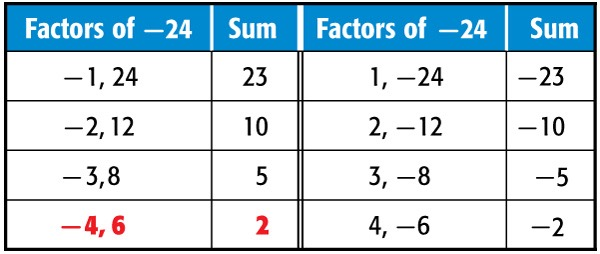 Factors of −24 Sum Factors of −24 Sum
−1, 24 23 1, −24 −23
−2, 12 10 2, −12 −10
−3,8 5 3, −8 −5
−4, 6 2 4, −6 −2